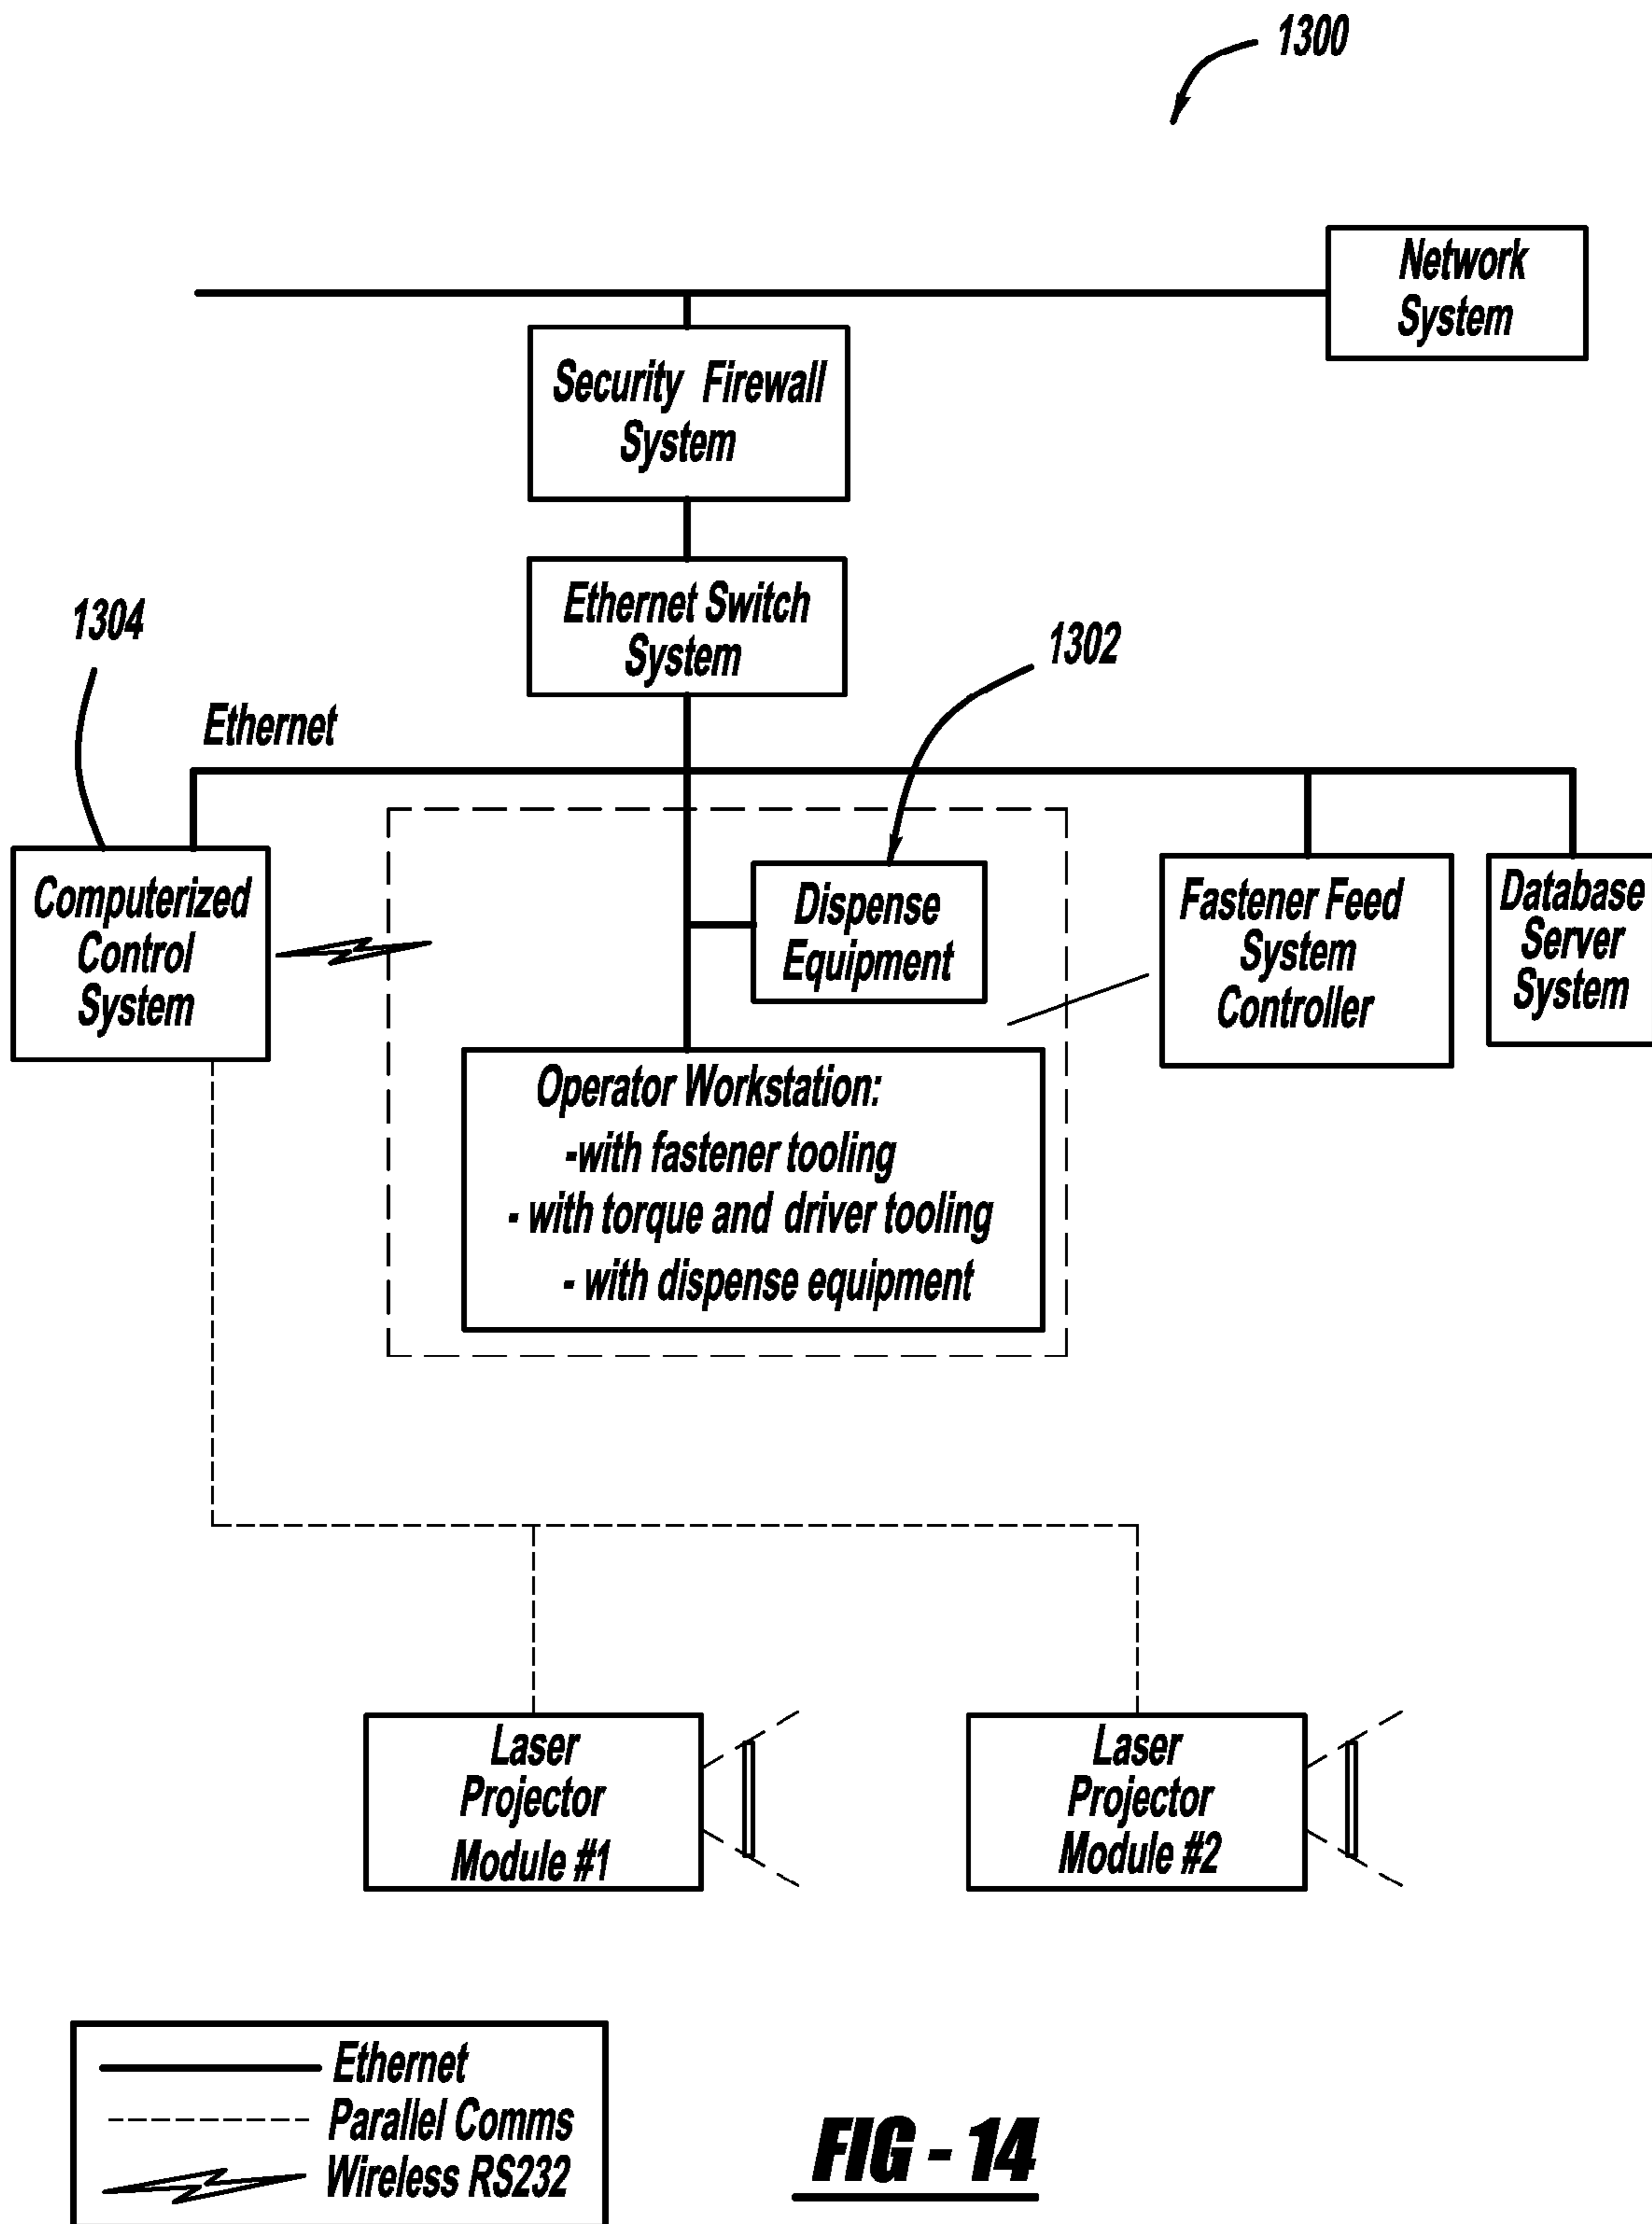 1300
Network
System
Security Firewall
System
Ethernet Switch
System
1304
1302
Ethernet
Computerized
Control
System
Dispense
Equipment
Fastener Feed
System
Controller
Database
Server
System
Operator Workstation:
-with fastener tooling
- with torque and driver tooling
- with dispense equipment
Laser
Projector
Module #1
Laser
Projector
Module #2
Ethernet
Parallel Comms
Wireless RS232
FIG - 14